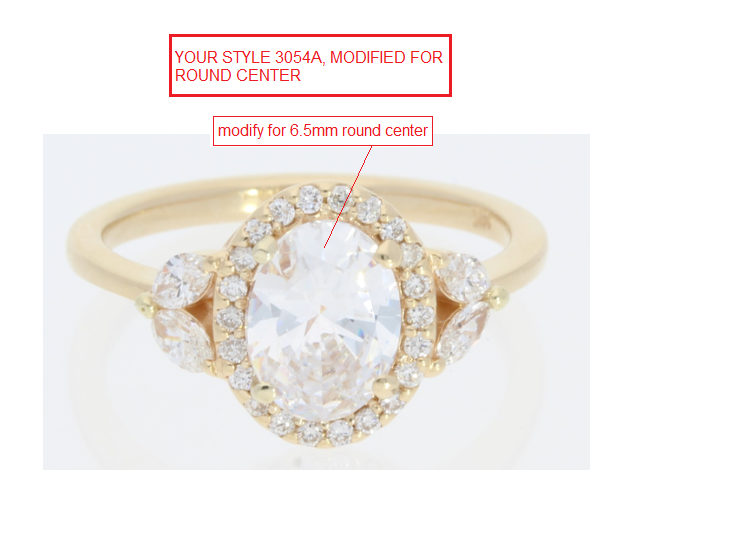 YOUR STYLE 3054A, MODIFIED FOR
ROUND CENTER
modify for 6.5mm round center